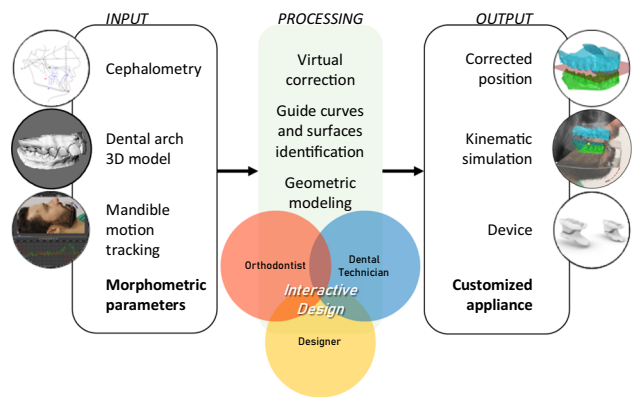 INPUT
Cephalometry
Dental arch
3D model
Mandible
motion
tracking
Morphometric
parameters
PROCESSING
Virtual
correction
Guide curves
and surfaces
identification
Geometric
modeling
Orthodontist
Dental
Technician
Interactive
Design
Designer
OUTPUT
Corrected
position
Kinematic
simulation
Device
Customized
appliance